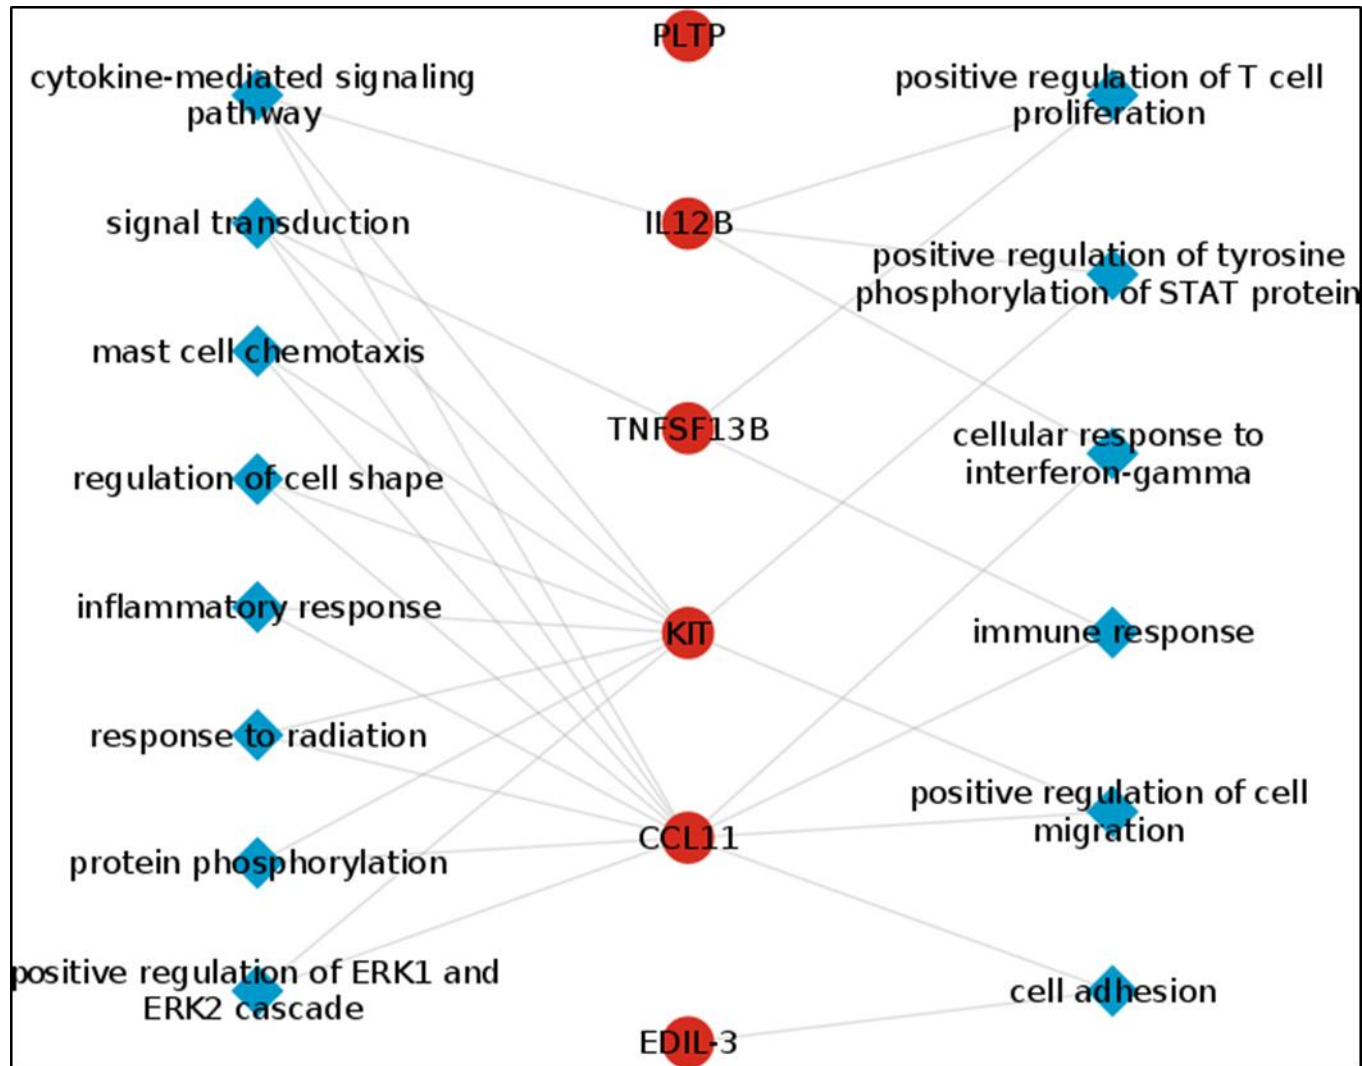 cytokine-mediated signaling
pathway
signal transduction
mast cell chemotaxis
regulation of cell shape
inflammatory response
response to radiation
protein phosphorylation
positive regulation of ERK1 and
ERK2 cascade
PLTP
IL12B
TNFSF13B
KIT
CCL11
EDIL-3
positive regulation of T cell
proliferation
positive regulation of tyrosine
phosphorylation of STAT protein
cellular response to
interferon-gamma
immune response
positive regulation of cell
migration
cell adhesion